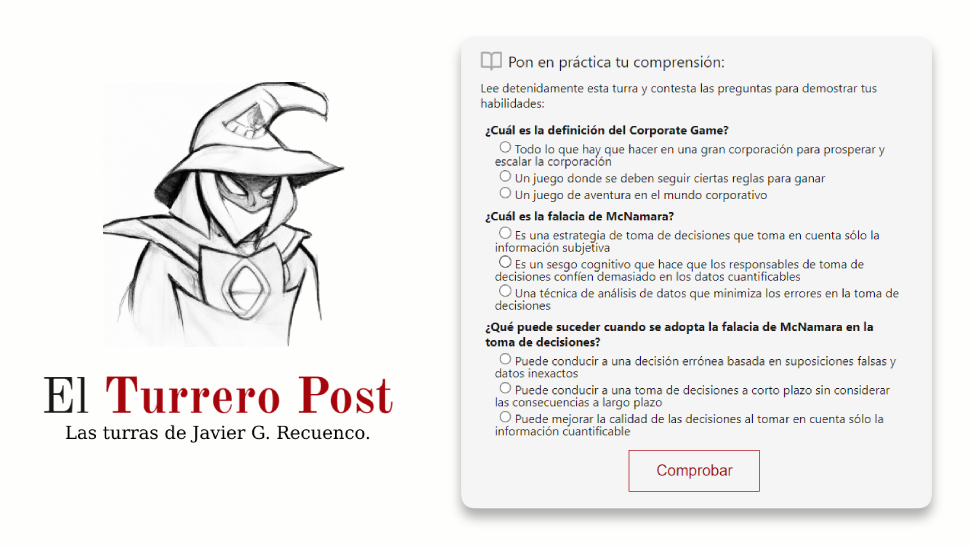 El Turrero Post
Las turras de Javier G. Recuenco.
Pon en práctica tu comprensión:
Lee detenidamente esta turra y contesta las preguntas para demostrar tus
habilidades:
¿Cuál es la definición del Corporate Game?
Todo lo que hay que hacer en una gran corporación para prosperar y
escalar la corporación
Un juego donde se deben seguir ciertas reglas para ganar
Un juego de aventura en el mundo corporativo
¿Cuál es la falacia de McNamara?
Es una estrategia de toma de decisiones que toma en cuenta sólo la
información subjetiva
Es un sesgo cognitivo que hace que los responsables de toma de
decisiones confíen demasiado en los datos cuantificables
Una técnica de análisis de datos que minimiza los errores en la toma de
decisiones
¿Qué puede suceder cuando se adopta la falacia de McNamara en la
toma de decisiones?
Puede conducir a una decisión errónea basada en suposiciones falsas y
datos inexactos
Puede conducir a una toma de decisiones a corto plazo sin considerar
las consecuencias a largo plazo
Puede mejorar la calidad de las decisiones al tomar en cuenta sólo la
información cuantificable
Comprobar